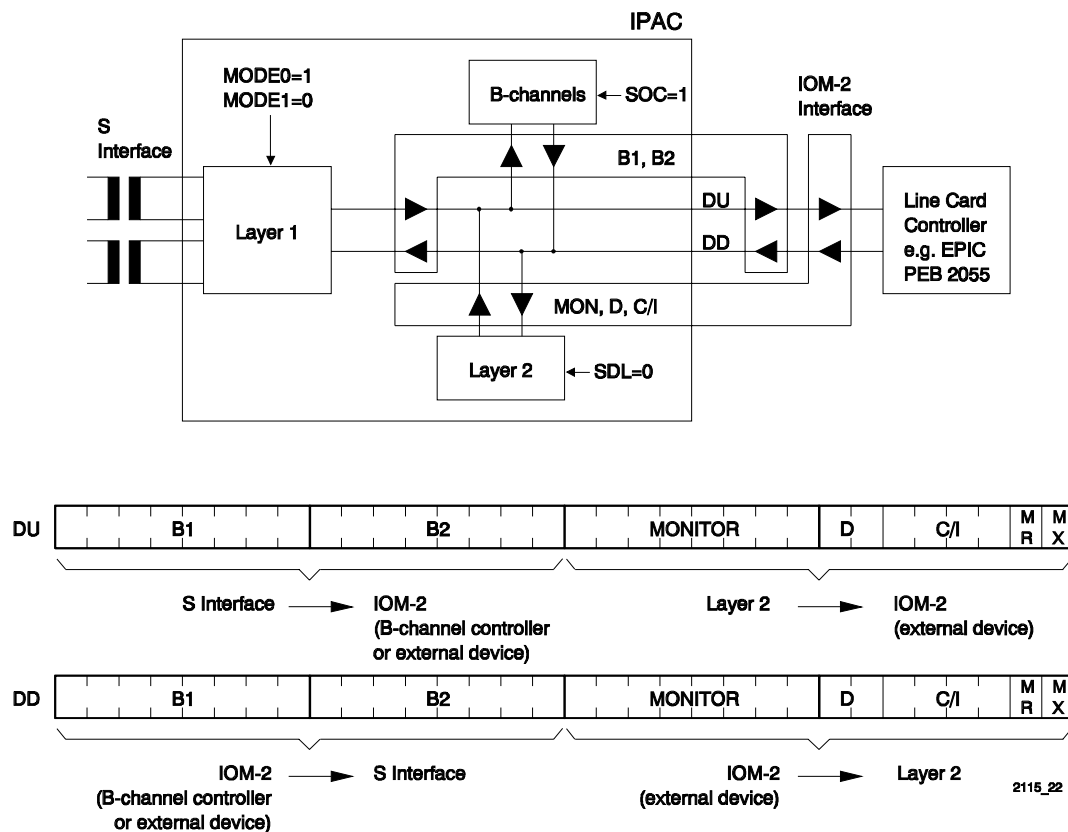 IPAC
MODE0=1
MODE1=0
B-channels
SOC=1
IOM-2
Interface
S
Interface
B1, B2
Layer 1
DU
DD
Line Card
Controller
e.g. EPIC
PEB 2055
MON, D, C/I
Layer 2
SDL=0
DU
B1
B2
MONITOR
D
C/I
M
R
M
X
S Interface
IOM-2
(B-channel controller
or external device)
Layer 2
IOM-2
(external device)
DD
B1
B2
MONITOR
D
C/I
M
R
M
X
IOM-2
(B-channel controller
or external device)
S Interface
IOM-2
(external device)
Layer 2
2115_22